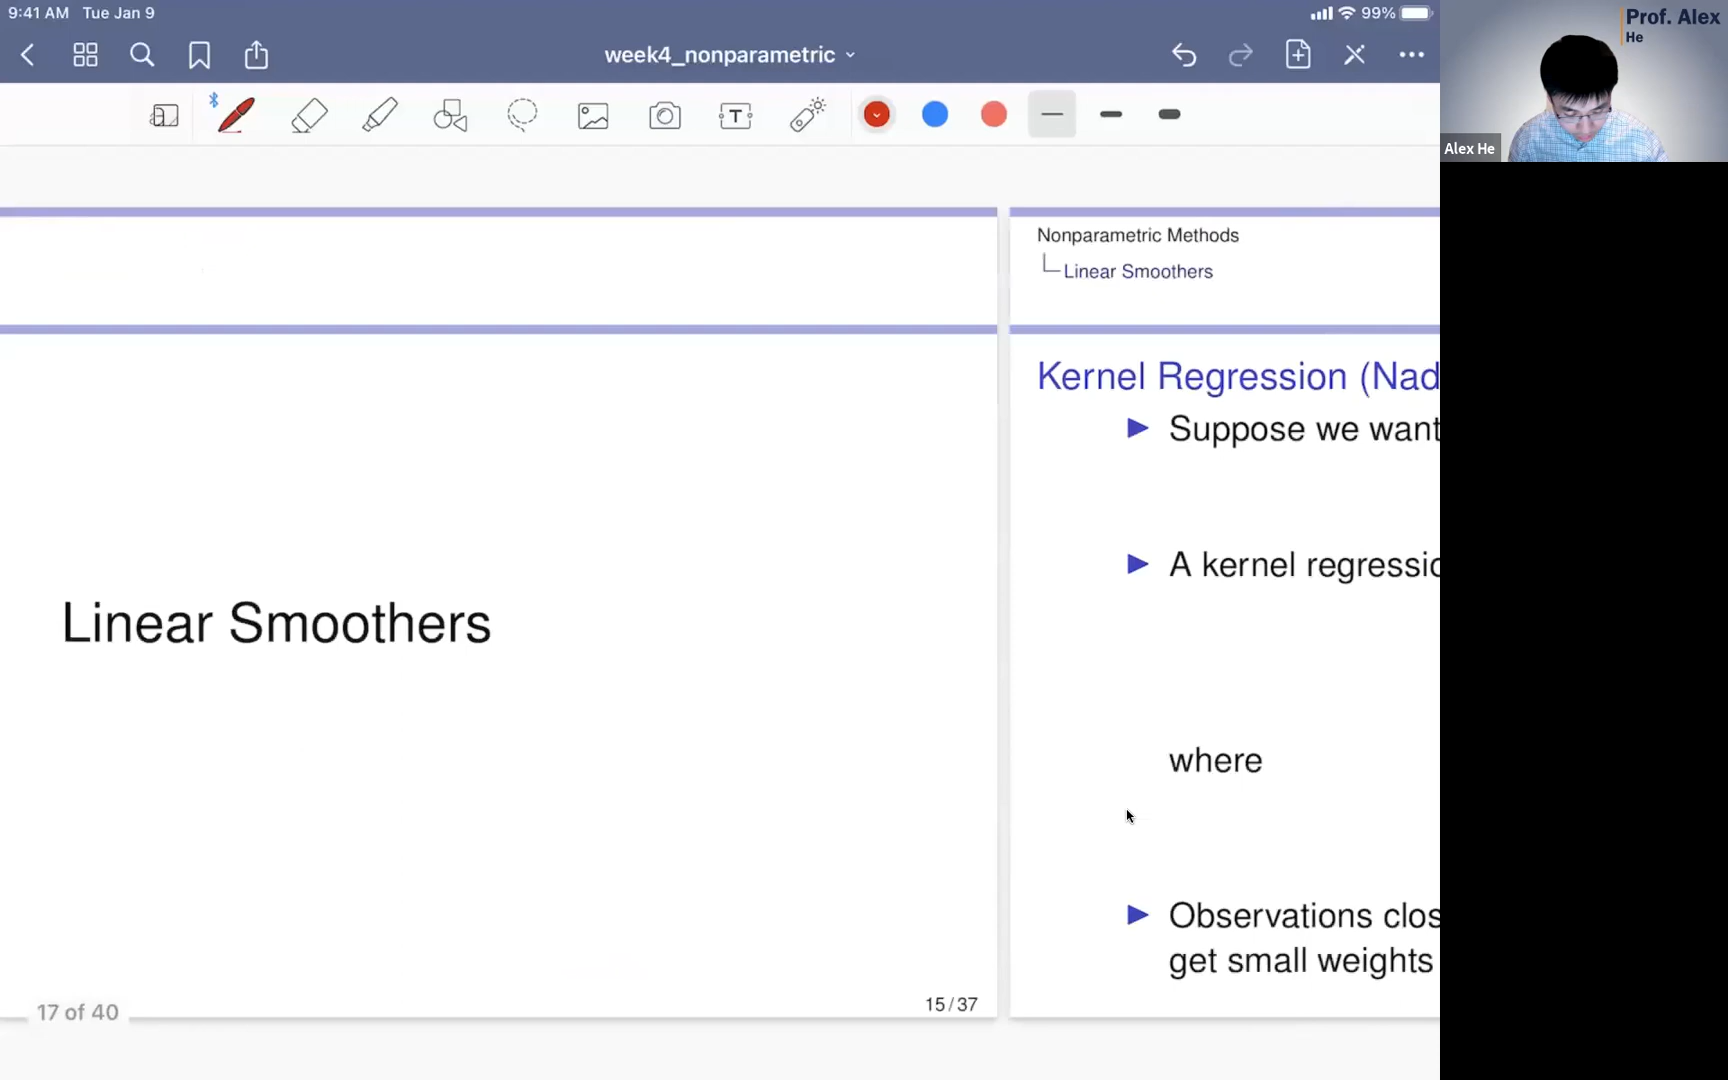 9:41 AM Tue Jan 9
99%
week4_nonparametric
T
Prof. Alex
He
Alex He
Nonparametric Methods
Linear Smoothers
Kernel Regression (Nad
Suppose we want
A kernel regressio
where
Observations clos
get small weights
Linear Smoothers
15/37
17 of 40